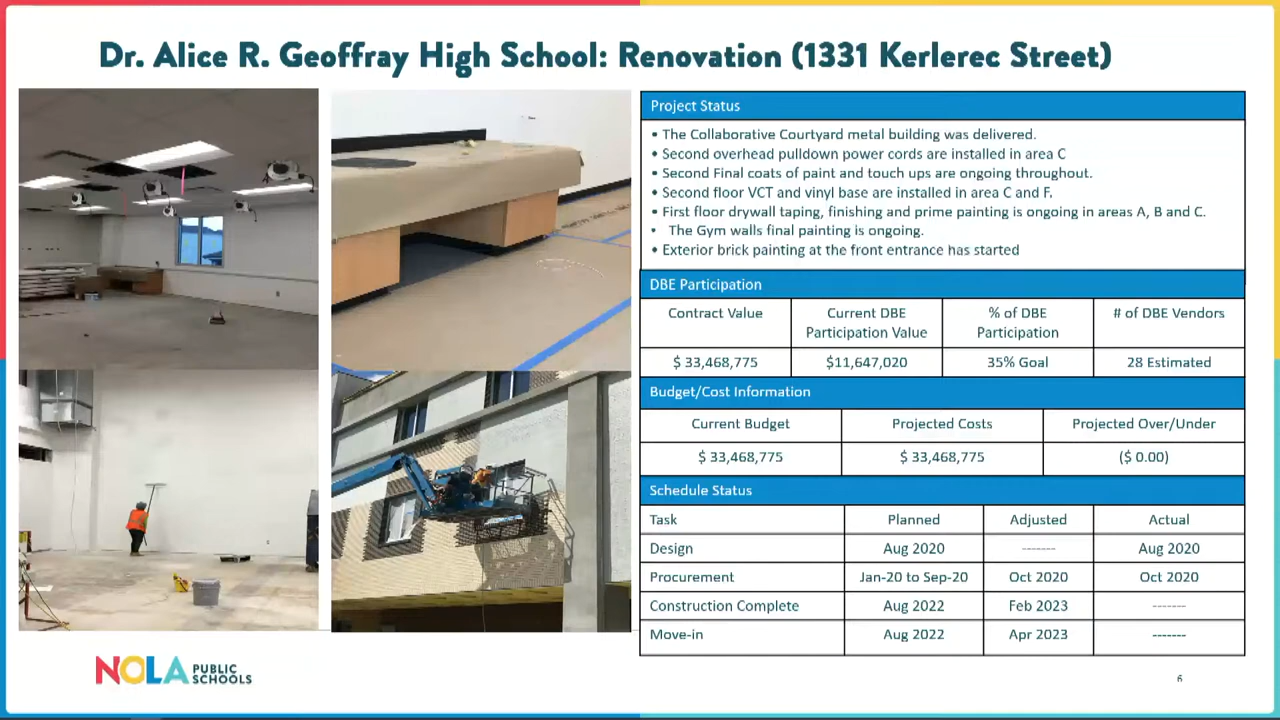 Dr. Alice R. Geoffray High School: Renovation (1331 Kerlerec Street)
Project Status
• The Collaborative Courtyard metal building was delivered.
• Second overhead pulldown power cords are installed in area C
• Second Final coats of paint and touch ups are ongoing throughout.
• Second floor VCT and vinyl base are installed in area C and F.
• First floor drywall taping, finishing and prime painting is ongoing in areas A, B and C.
• The Gym walls final painting is ongoing.
• Exterior brick painting at the front entrance has started
DBE Participation
Contract Value
Current DBE Participation Value
% of DBE Participation
# of DBE Vendors
$ 33,468,775 $11,647,020 35% Goal 28 Estimated
Budget/Cost Information
Current Budget Projected Costs Projected Over/Under
$ 33,468,775 $ 33,468,775 ($ 0.00)
Schedule Status
Task Planned Adjusted Actual
Design Aug 2020 ------- Aug 2020
Procurement Jan-20 to Sep-20 Oct 2020 Oct 2020
Construction Complete Aug 2022 Feb 2023 -------
Move-in Aug 2022 Apr 2023 -------
NOLA PUBLIC SCHOOLS
6